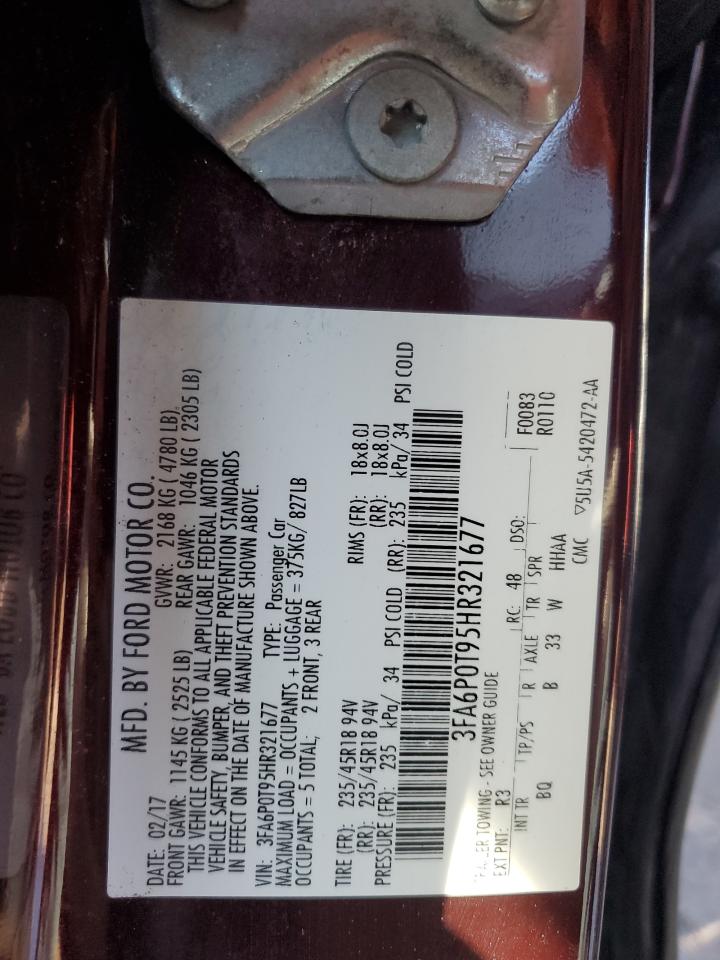 MFD. BY FORD MOTOR CO.
DATE: 02/17 GVWR: 2168 KG ( 4780 LB)
FRONT GAWR: 1145 KG ( 2525 LB) REAR GAWR: 1046 KG ( 2305 LB)
THIS VEHICLE CONFORMS TO ALL APPLICABLE FEDERAL MOTOR
VEHICLE SAFETY, BUMPER, AND THEFT PREVENTION STANDARDS
IN EFFECT ON THE DATE OF MANUFACTURE SHOWN ABOVE.
VIN: 3FA6P0T95HR321677 TYPE: Passenger Car
MAXIMUM LOAD = OCCUPANTS + LUGGAGE = 375KG/ 827LB
OCCUPANTS = 5 TOTAL; 2 FRONT, 3 REAR
TIRE (FR): 235/45R18 94V RIMS (FR): 18x8.0J
(RR): 235/45R18 94V (RR): 18x8.0J
PRESSURE (FR): 235 kPa/ 34 PSI COLD (RR): 235 kPa/ 34 PSI COLD
3FA6P0T95HR321677
TOWING - SEE OWNER GUIDE
EXT PNT: R3 RC: 48 DSO: F0083
R0110
INT TR TP/PS R AXLE TR SPR
BQ B 33 W HHAA
CMC 5U5A-5420472-AA